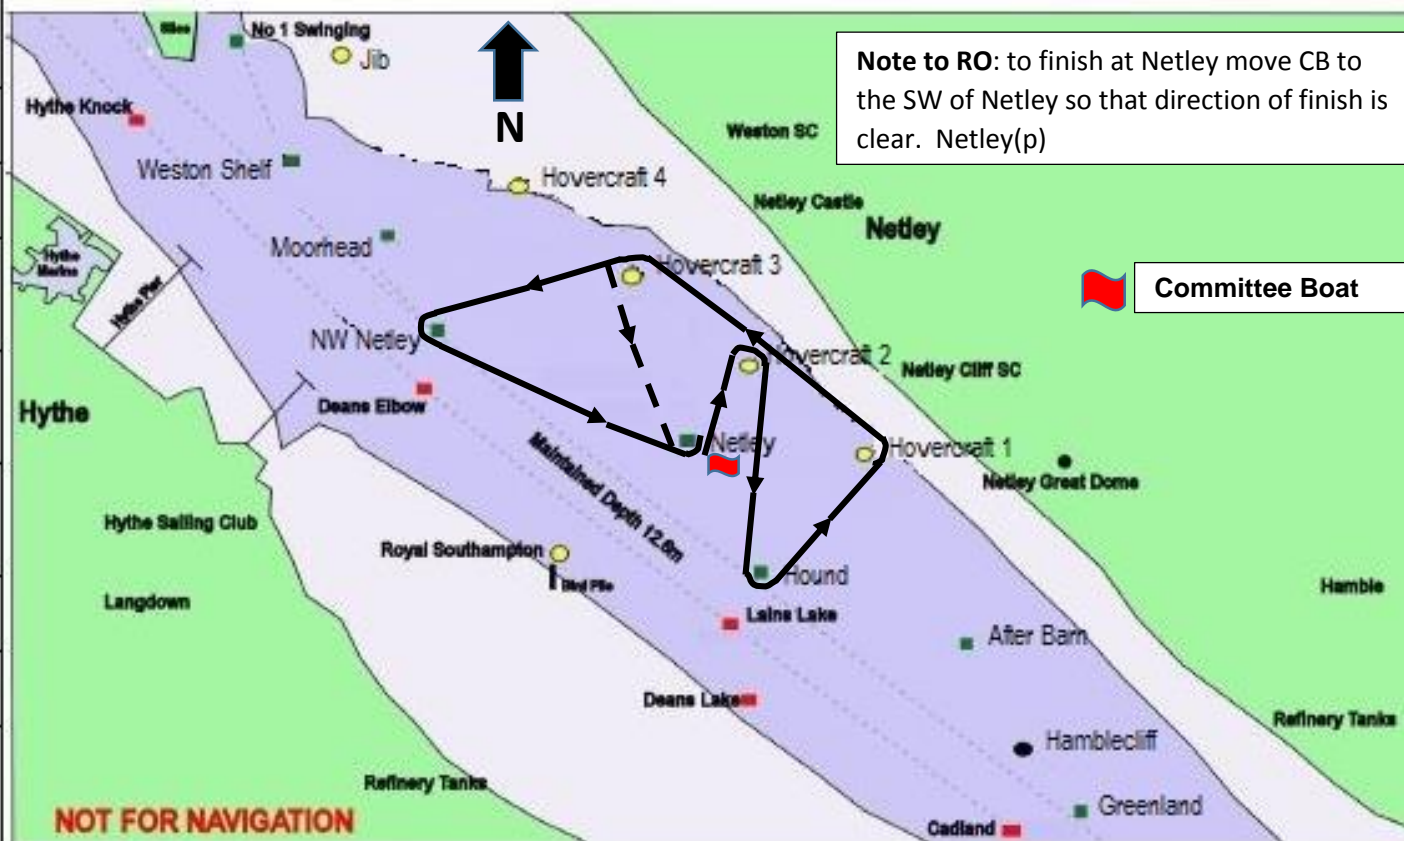 Silos
No 1 Swinging
Jib
N
Note to RO: to finish at Netley move CB to
the SW of Netley so that direction of finish is
clear.  Netley(p)
Hythe Knock
Weston SC
Weston Shelf
Hovercraft 4
Netley Castle
Netley
Moorhead
Hythe
Marina
Hythe Pier
Hovercraft 3
Committee Boat
NW Netley
Hovercraft 2
Netley Cliff SC
Deans Elbow
Hythe
Netley
Hovercraft 1
Netley Great Dome
Maintained Depth 12.6m
Hythe Sailing Club
Royal Southampton
Bird Pile
Hound
Hamble
Langdown
Lains Lake
After Barn
Deans Lake
Refinery Tanks
Hamblecliff
Refinery Tanks
Greenland
NOT FOR NAVIGATION
Cadland